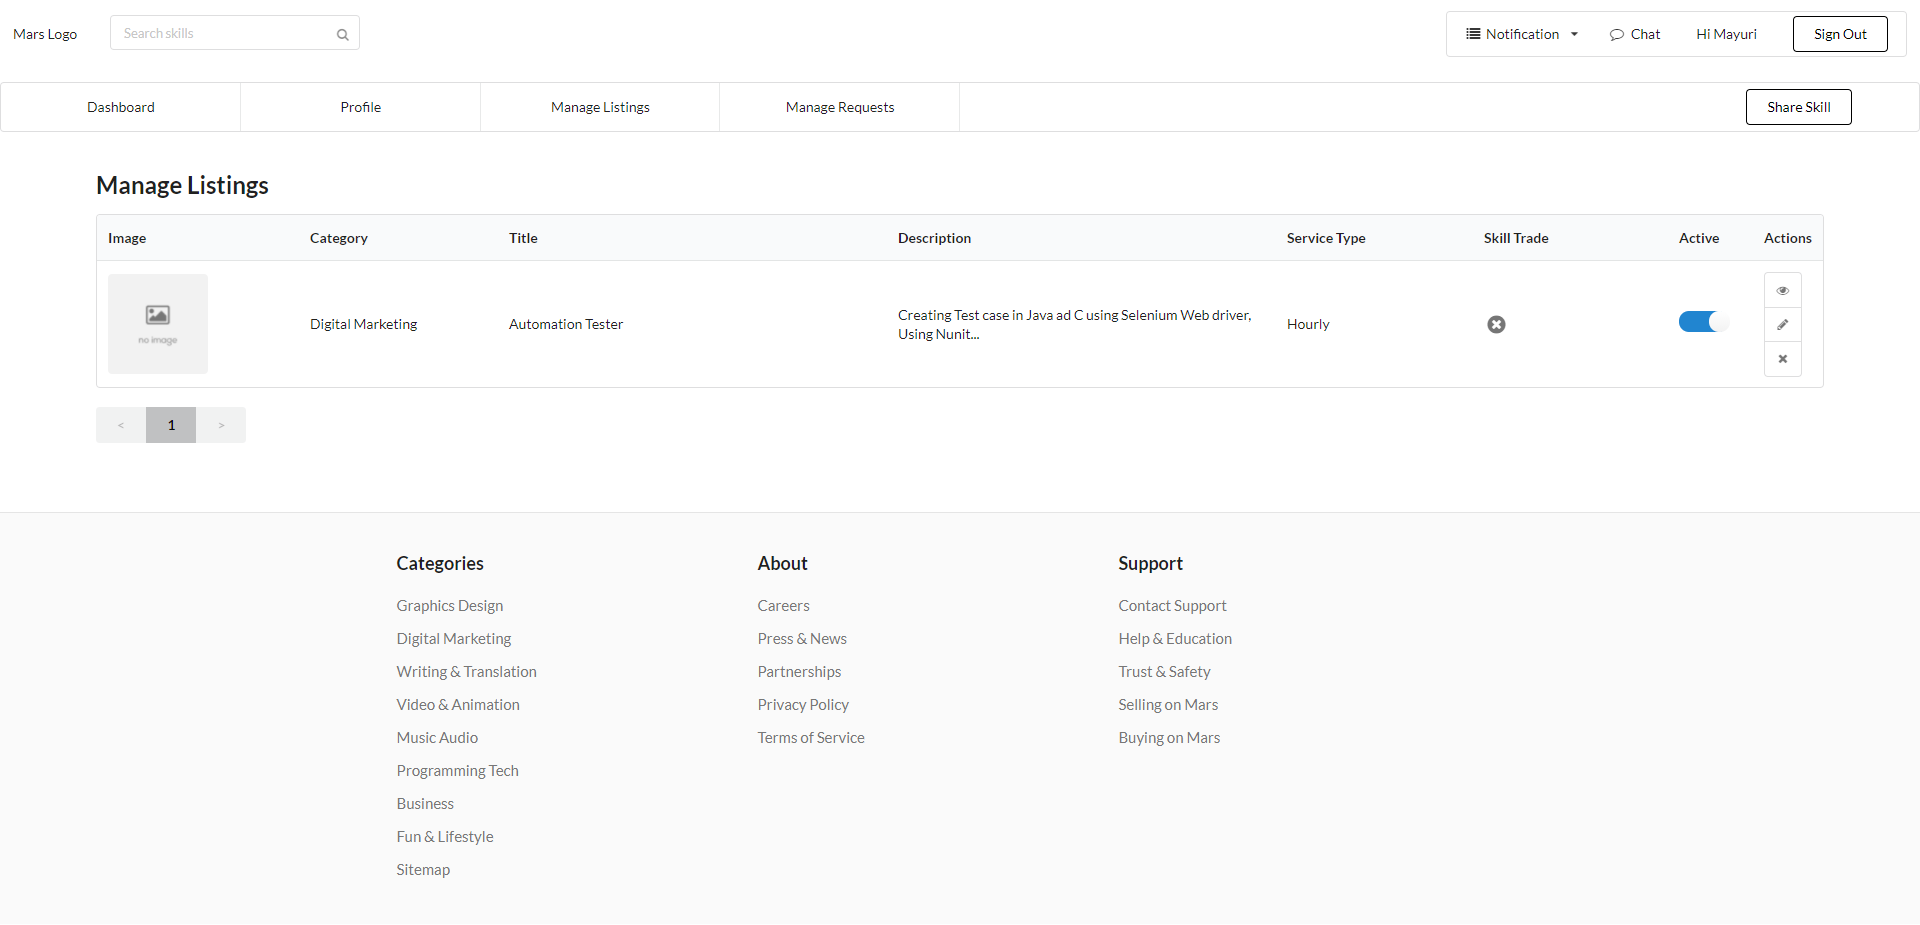 Mars Logo
Search skills
Notification
Chat
Hi Mayuri
Sign Out
Dashboard
Profile
Manage Listings
Manage Requests
Share Skill
Manage Listings
Image
Category
Title
Description
Service Type
Skill Trade
Active
Actions
no image
Digital Marketing
Automation Tester
Creating Test case in Java ad C using Selenium Web driver,
Using Nunit...
Hourly
< 1 >
Categories
Graphics Design
Digital Marketing
Writing & Translation
Video & Animation
Music Audio
Programming Tech
Business
Fun & Lifestyle
Sitemap
About
Careers
Press & News
Partnerships
Privacy Policy
Terms of Service
Support
Contact Support
Help & Education
Trust & Safety
Selling on Mars
Buying on Mars